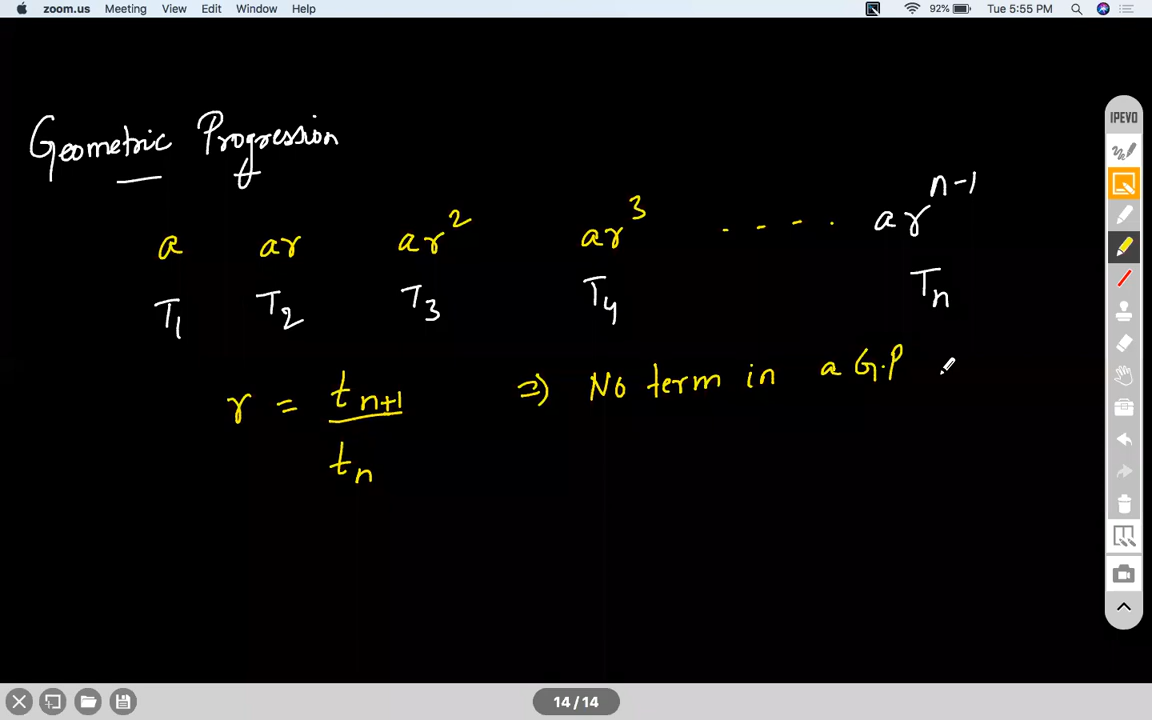 zoom.us Meeting View Edit Window Help 92% Tue 5:55 PM
IPEVO
Geometric Progression
a ar ar² ar³ - - - . arⁿ⁻¹
T₁ T₂ T₃ T₄ Tₙ
r = tₙ₊₁ / tₙ ⇒ No term in a G.P
14 / 14